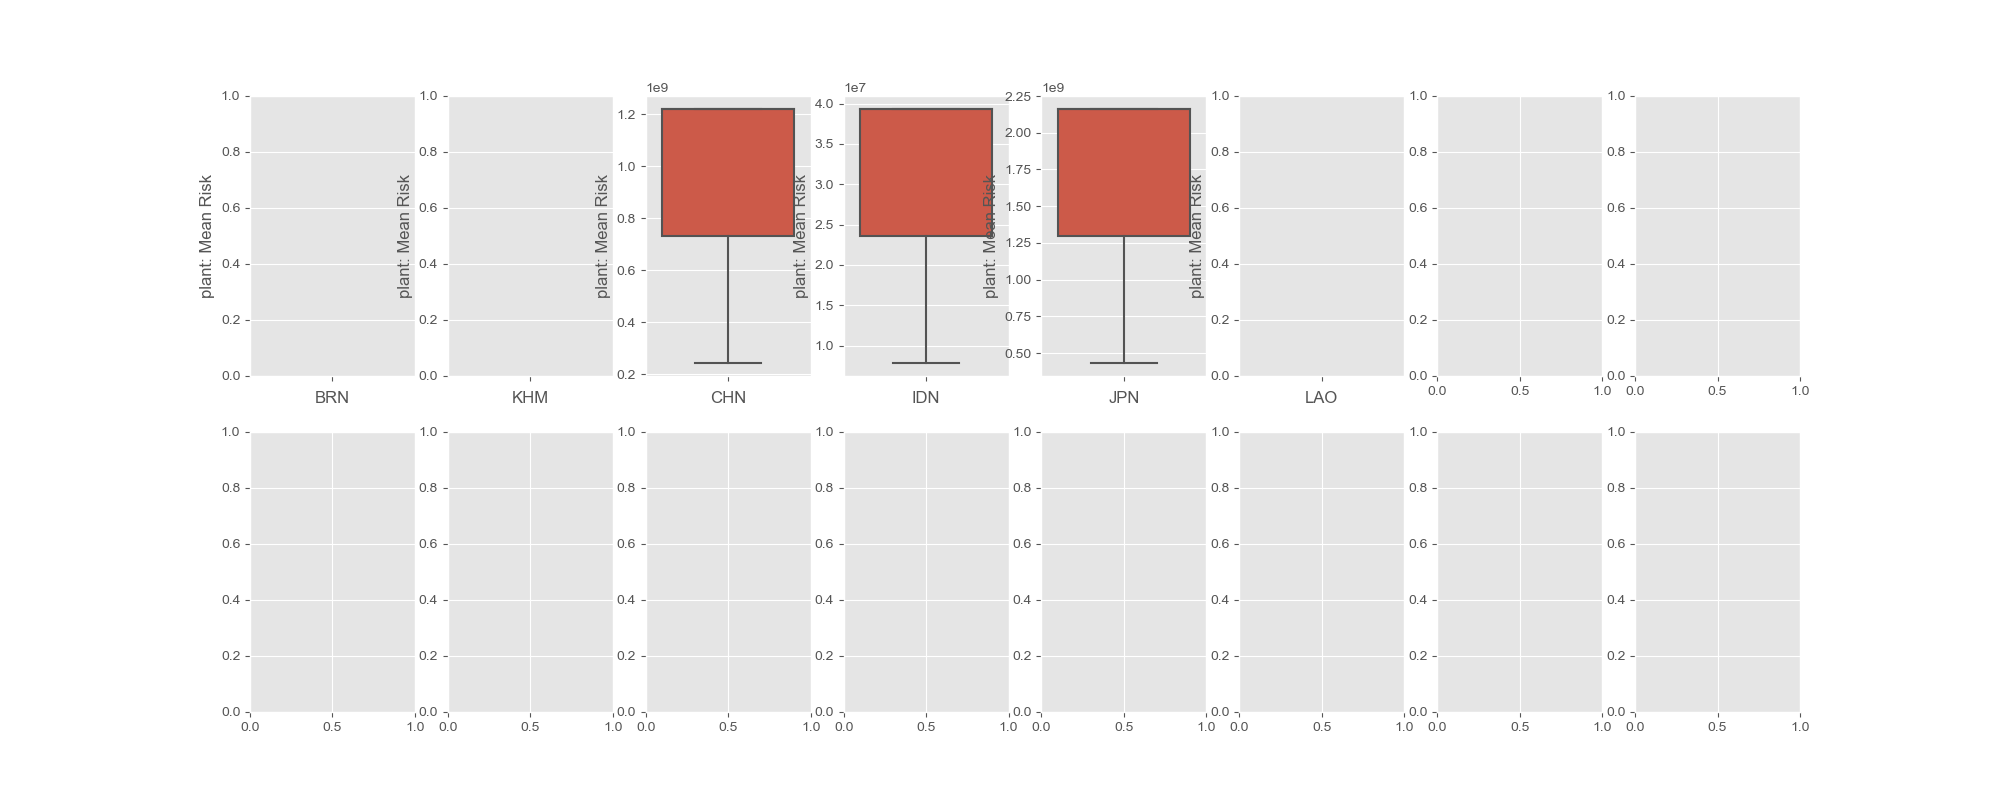 1e9 1e7 1e9
1.0 1.0 1.2 4.0 2.25 1.0 1.0 1.0
0.8 0.8 1.0 3.5 2.00 0.8 0.8 0.8
0.6 0.6 0.8 3.0 1.75 0.6 0.6 0.6
0.4 0.4 0.6 2.5 1.50 0.4 0.4 0.4
0.2 0.2 0.4 2.0 1.25 0.2 0.2 0.2
0.0 0.0 0.2 1.5 1.00 0.0 0.0 0.0
1.0 0.75
0.50
plant: Mean Risk plant: Mean Risk plant: Mean Risk plant: Mean Risk plant: Mean Risk plant: Mean Risk
0.0 0.5 1.0 0.0 0.5 1.0
BRN KHM CHN IDN JPN LAO
1.0 1.0 1.0 1.0 1.0 1.0 1.0 1.0
0.8 0.8 0.8 0.8 0.8 0.8 0.8 0.8
0.6 0.6 0.6 0.6 0.6 0.6 0.6 0.6
0.4 0.4 0.4 0.4 0.4 0.4 0.4 0.4
0.2 0.2 0.2 0.2 0.2 0.2 0.2 0.2
0.0 0.0 0.0 0.0 0.0 0.0 0.0 0.0
0.0 0.5 1.0 0.0 0.5 1.0 0.0 0.5 1.0 0.0 0.5 1.0 0.0 0.5 1.0 0.0 0.5 1.0 0.0 0.5 1.0 0.0 0.5 1.0